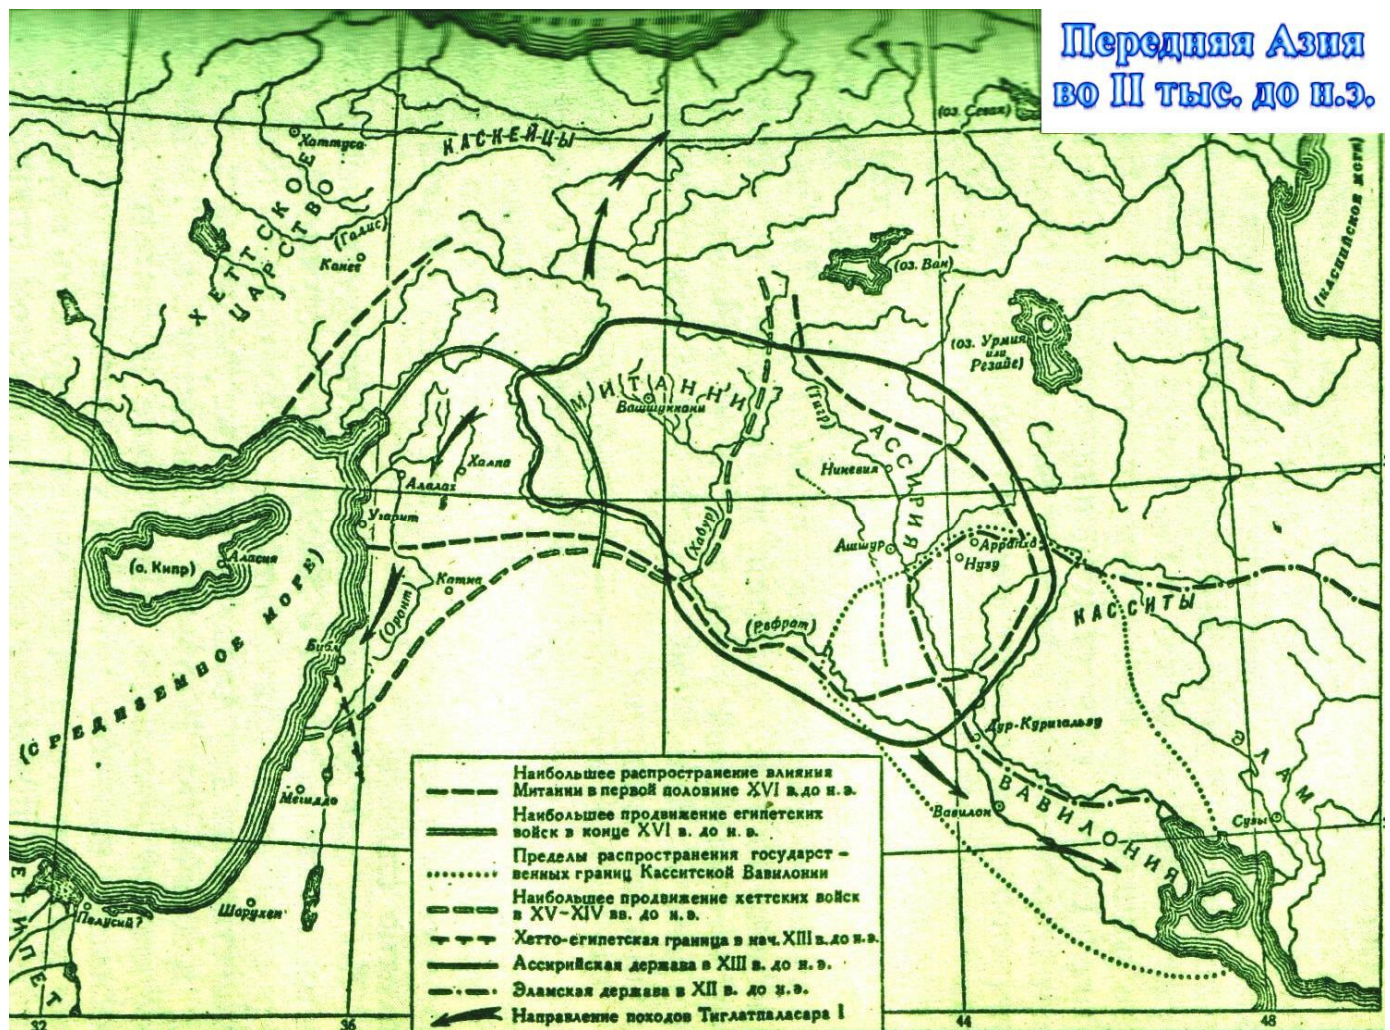 Передняя Азия
во II тыс. до н.э.
(оз. Севан)
(КАСПИЙСКОЕ МОРЕ)
КАСКЕЙЦЫ
Хаттуса
ХЕТТСКОЕ
ЦАРСТВО
(Галис)
Канес
(оз. Ван)
(оз. Урмия
или
Резайе)
МИТАННИ
Вашшуккани
(Тигр)
АССИРИЯ
Ниневия
Халпа
Алалах
Угарит
(Хабур)
Ашшур
Аррапха
Нузу
(о. Кипр)
Аласия
Катна
(Оронт)
КАССИТЫ
(Евфрат)
Библ
(СРЕДИЗЕМНОЕ МОРЕ)
Дур-Куригальзу
ЭЛАМ
Мегиддо
Вавилон
ВАВИЛОНИЯ
Сузы
ЕГИПЕТ
Пелусий?
Шарухен
Наибольшее распространение влияния
Митании в первой половине XVI в. до н. э.
Наибольшее продвижение египетских
войск в конце XVI в. до н. э.
Пределы распространения государст –
венных границ Касситской Вавилонии
Наибольшее продвижение хеттских войск
в XV–XIV вв. до н. э.
Хетто-египетская граница в нач. XIII в. до н. э.
Ассирийская держава в XIII в. до н. э.
Эламская держава в XII в. до н. э.
Направление походов Тиглатпаласара I
32
36
44
48